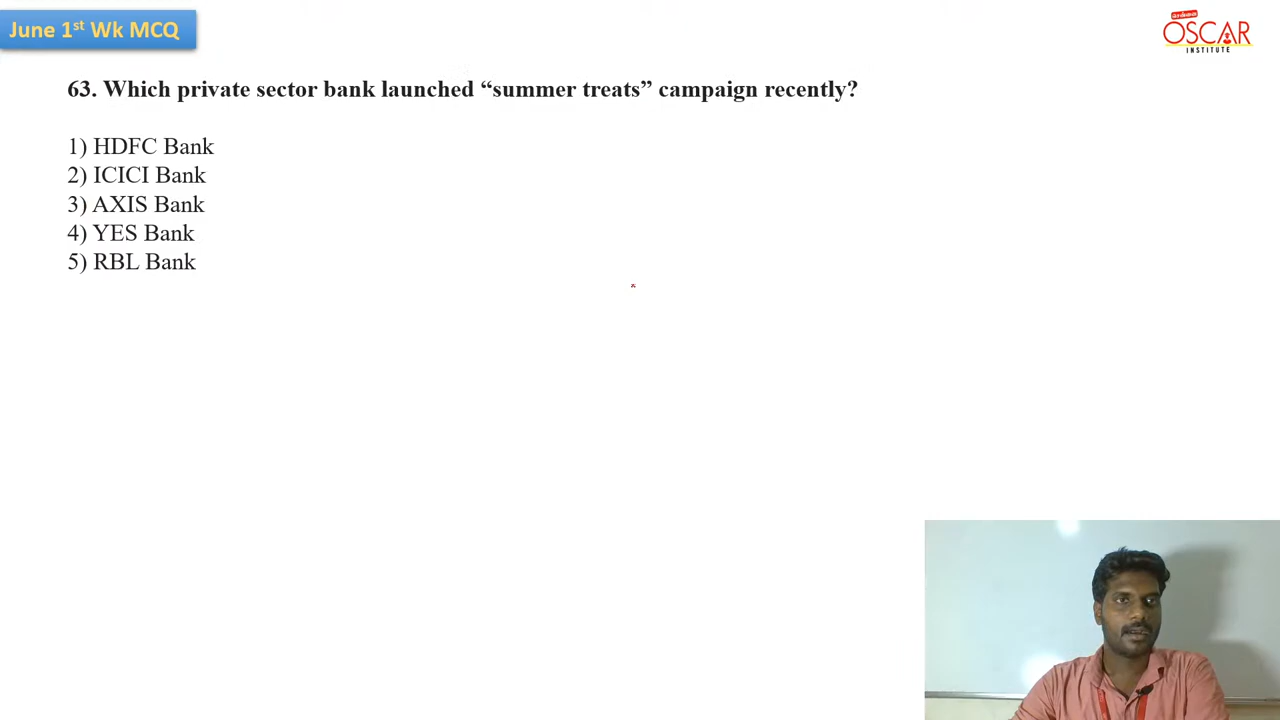 June 1st Wk MCQ
சென்னை
OSCAR
INSTITUTE
63. Which private sector bank launched “summer treats” campaign recently?
1) HDFC Bank
2) ICICI Bank
3) AXIS Bank
4) YES Bank
5) RBL Bank